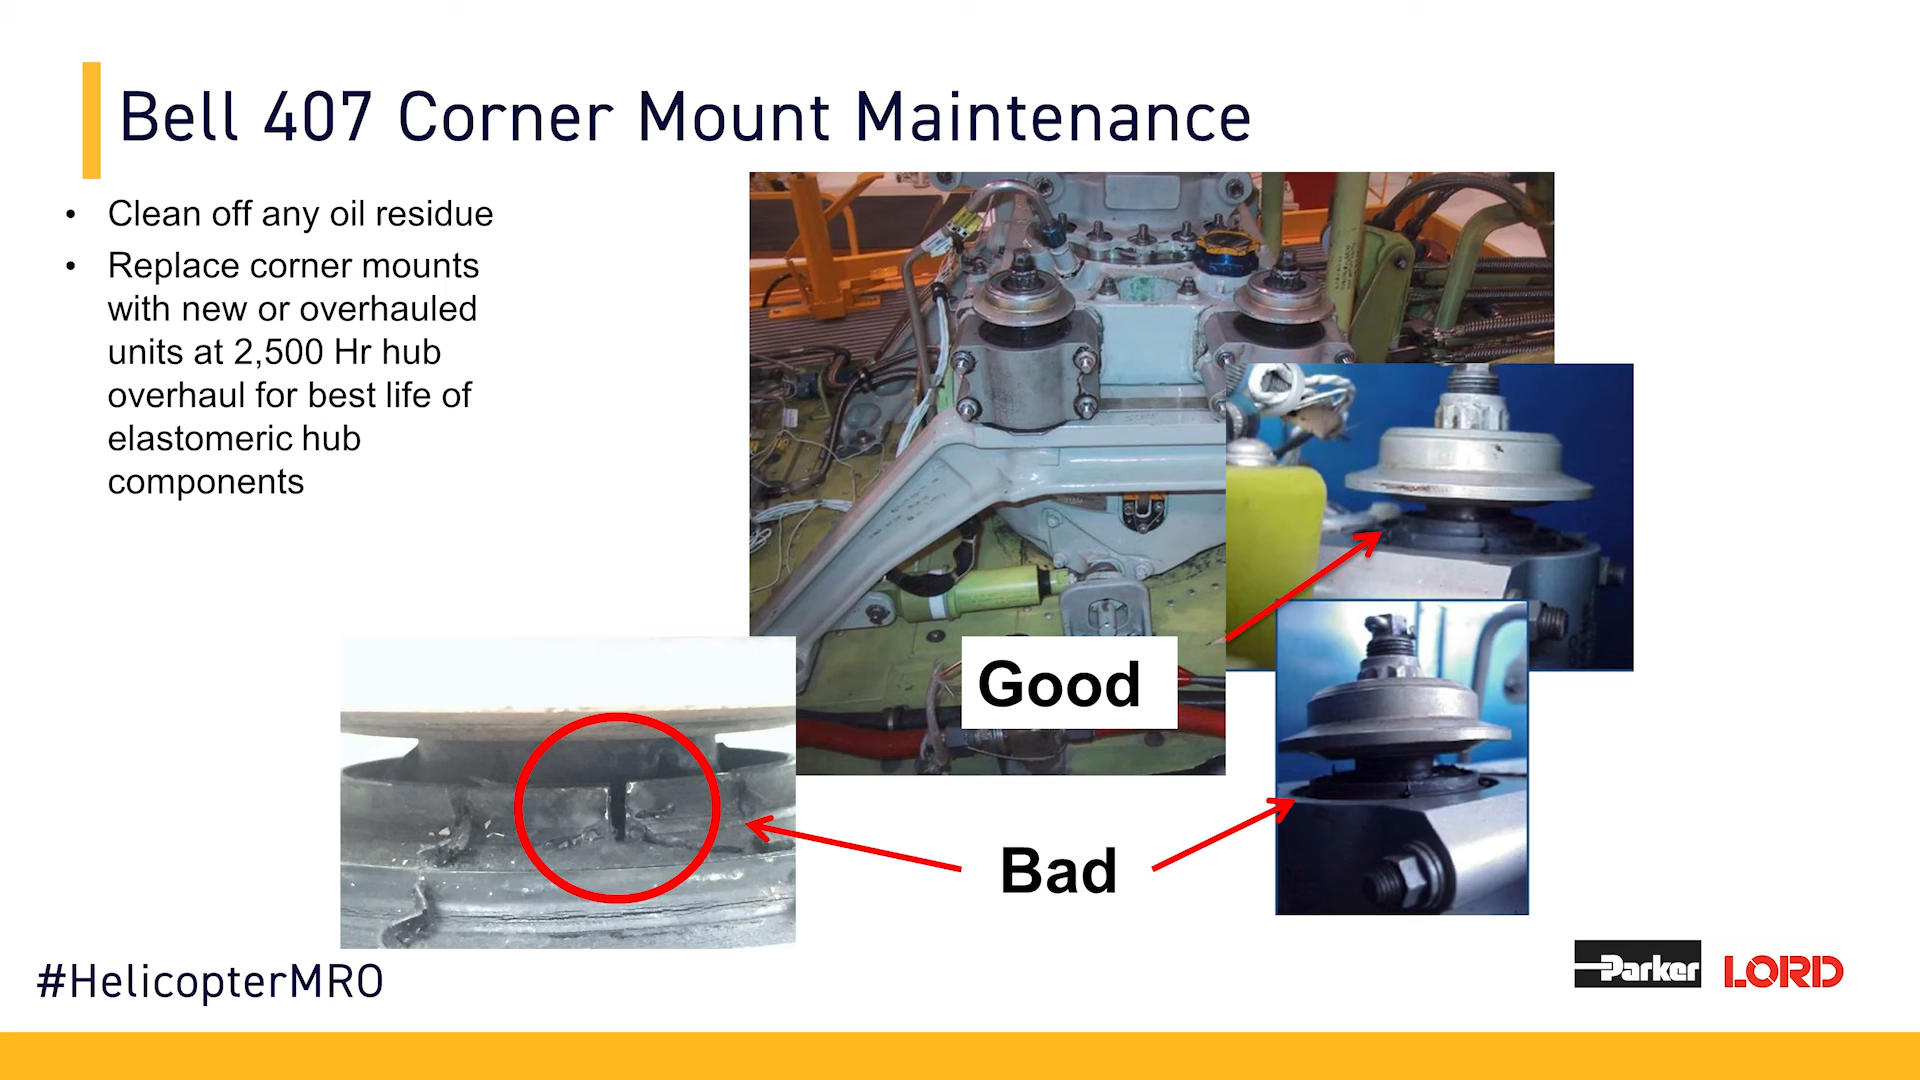 Bell 407 Corner Mount Maintenance
• Clean off any oil residue
• Replace corner mounts
with new or overhauled
units at 2,500 Hr hub
overhaul for best life of
elastomeric hub
components
Good
Bad
#HelicopterMRO
Parker LORD